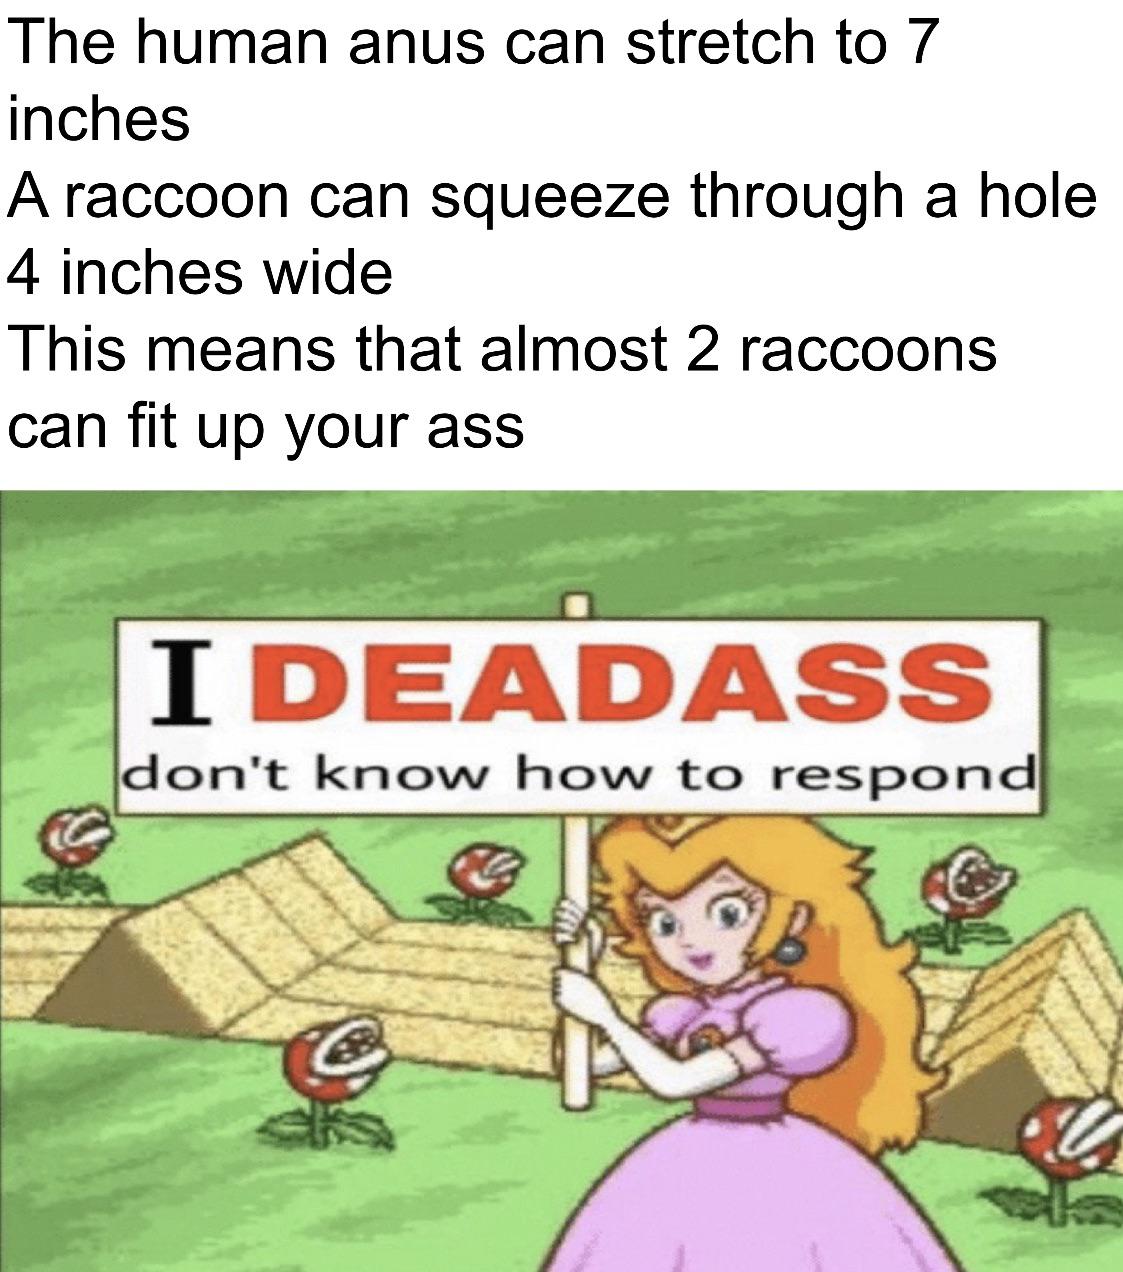 The human anus can stretch to 7
inches
A raccoon can squeeze through a hole
4 inches wide
This means that almost 2 raccoons
can fit up your ass
I DEADASS
don't know how to respond